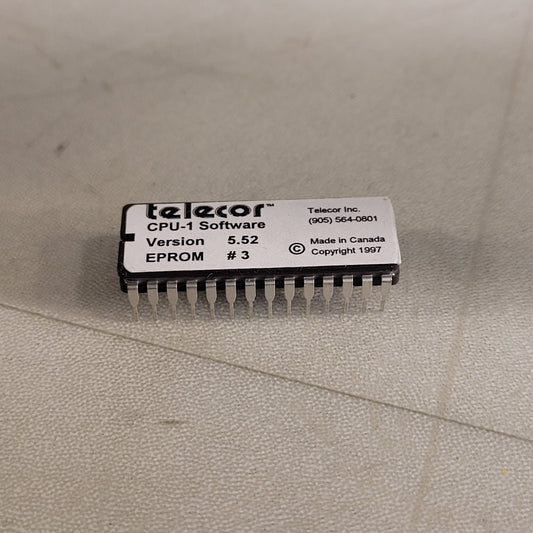 telecor™
CPU-1 Software
Version 5.52
EPROM # 3
Telecor Inc.
(905) 564-0801
© Made in Canada
Copyright 1997